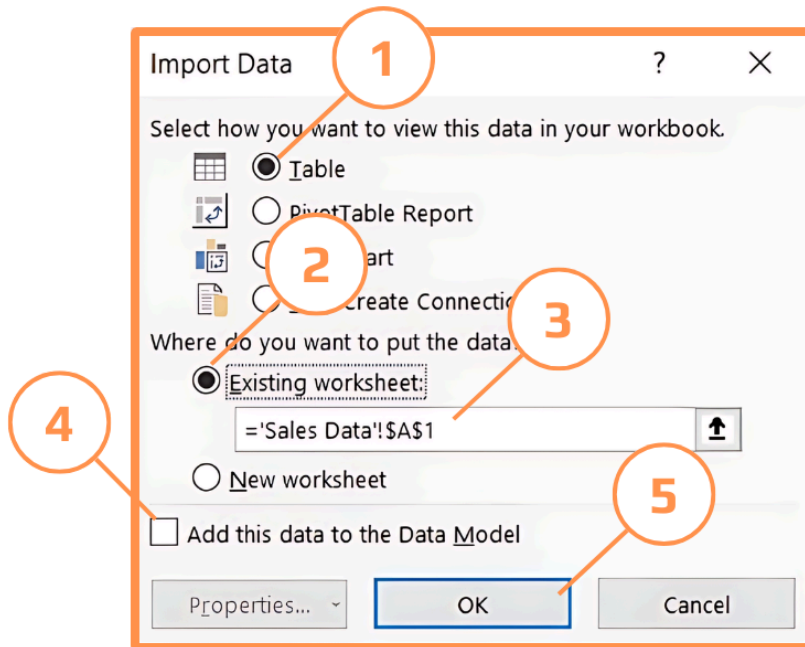 1
Import Data ?
Select how you want to view this data in your workbook.
Table
PivotTable Report
2
Create
3
Where do you want to put the data
Existing worksheet:
4
='Sales Data'!$A$1
New worksheet
5
Add this data to the Data Model
Properties... OK Cancel